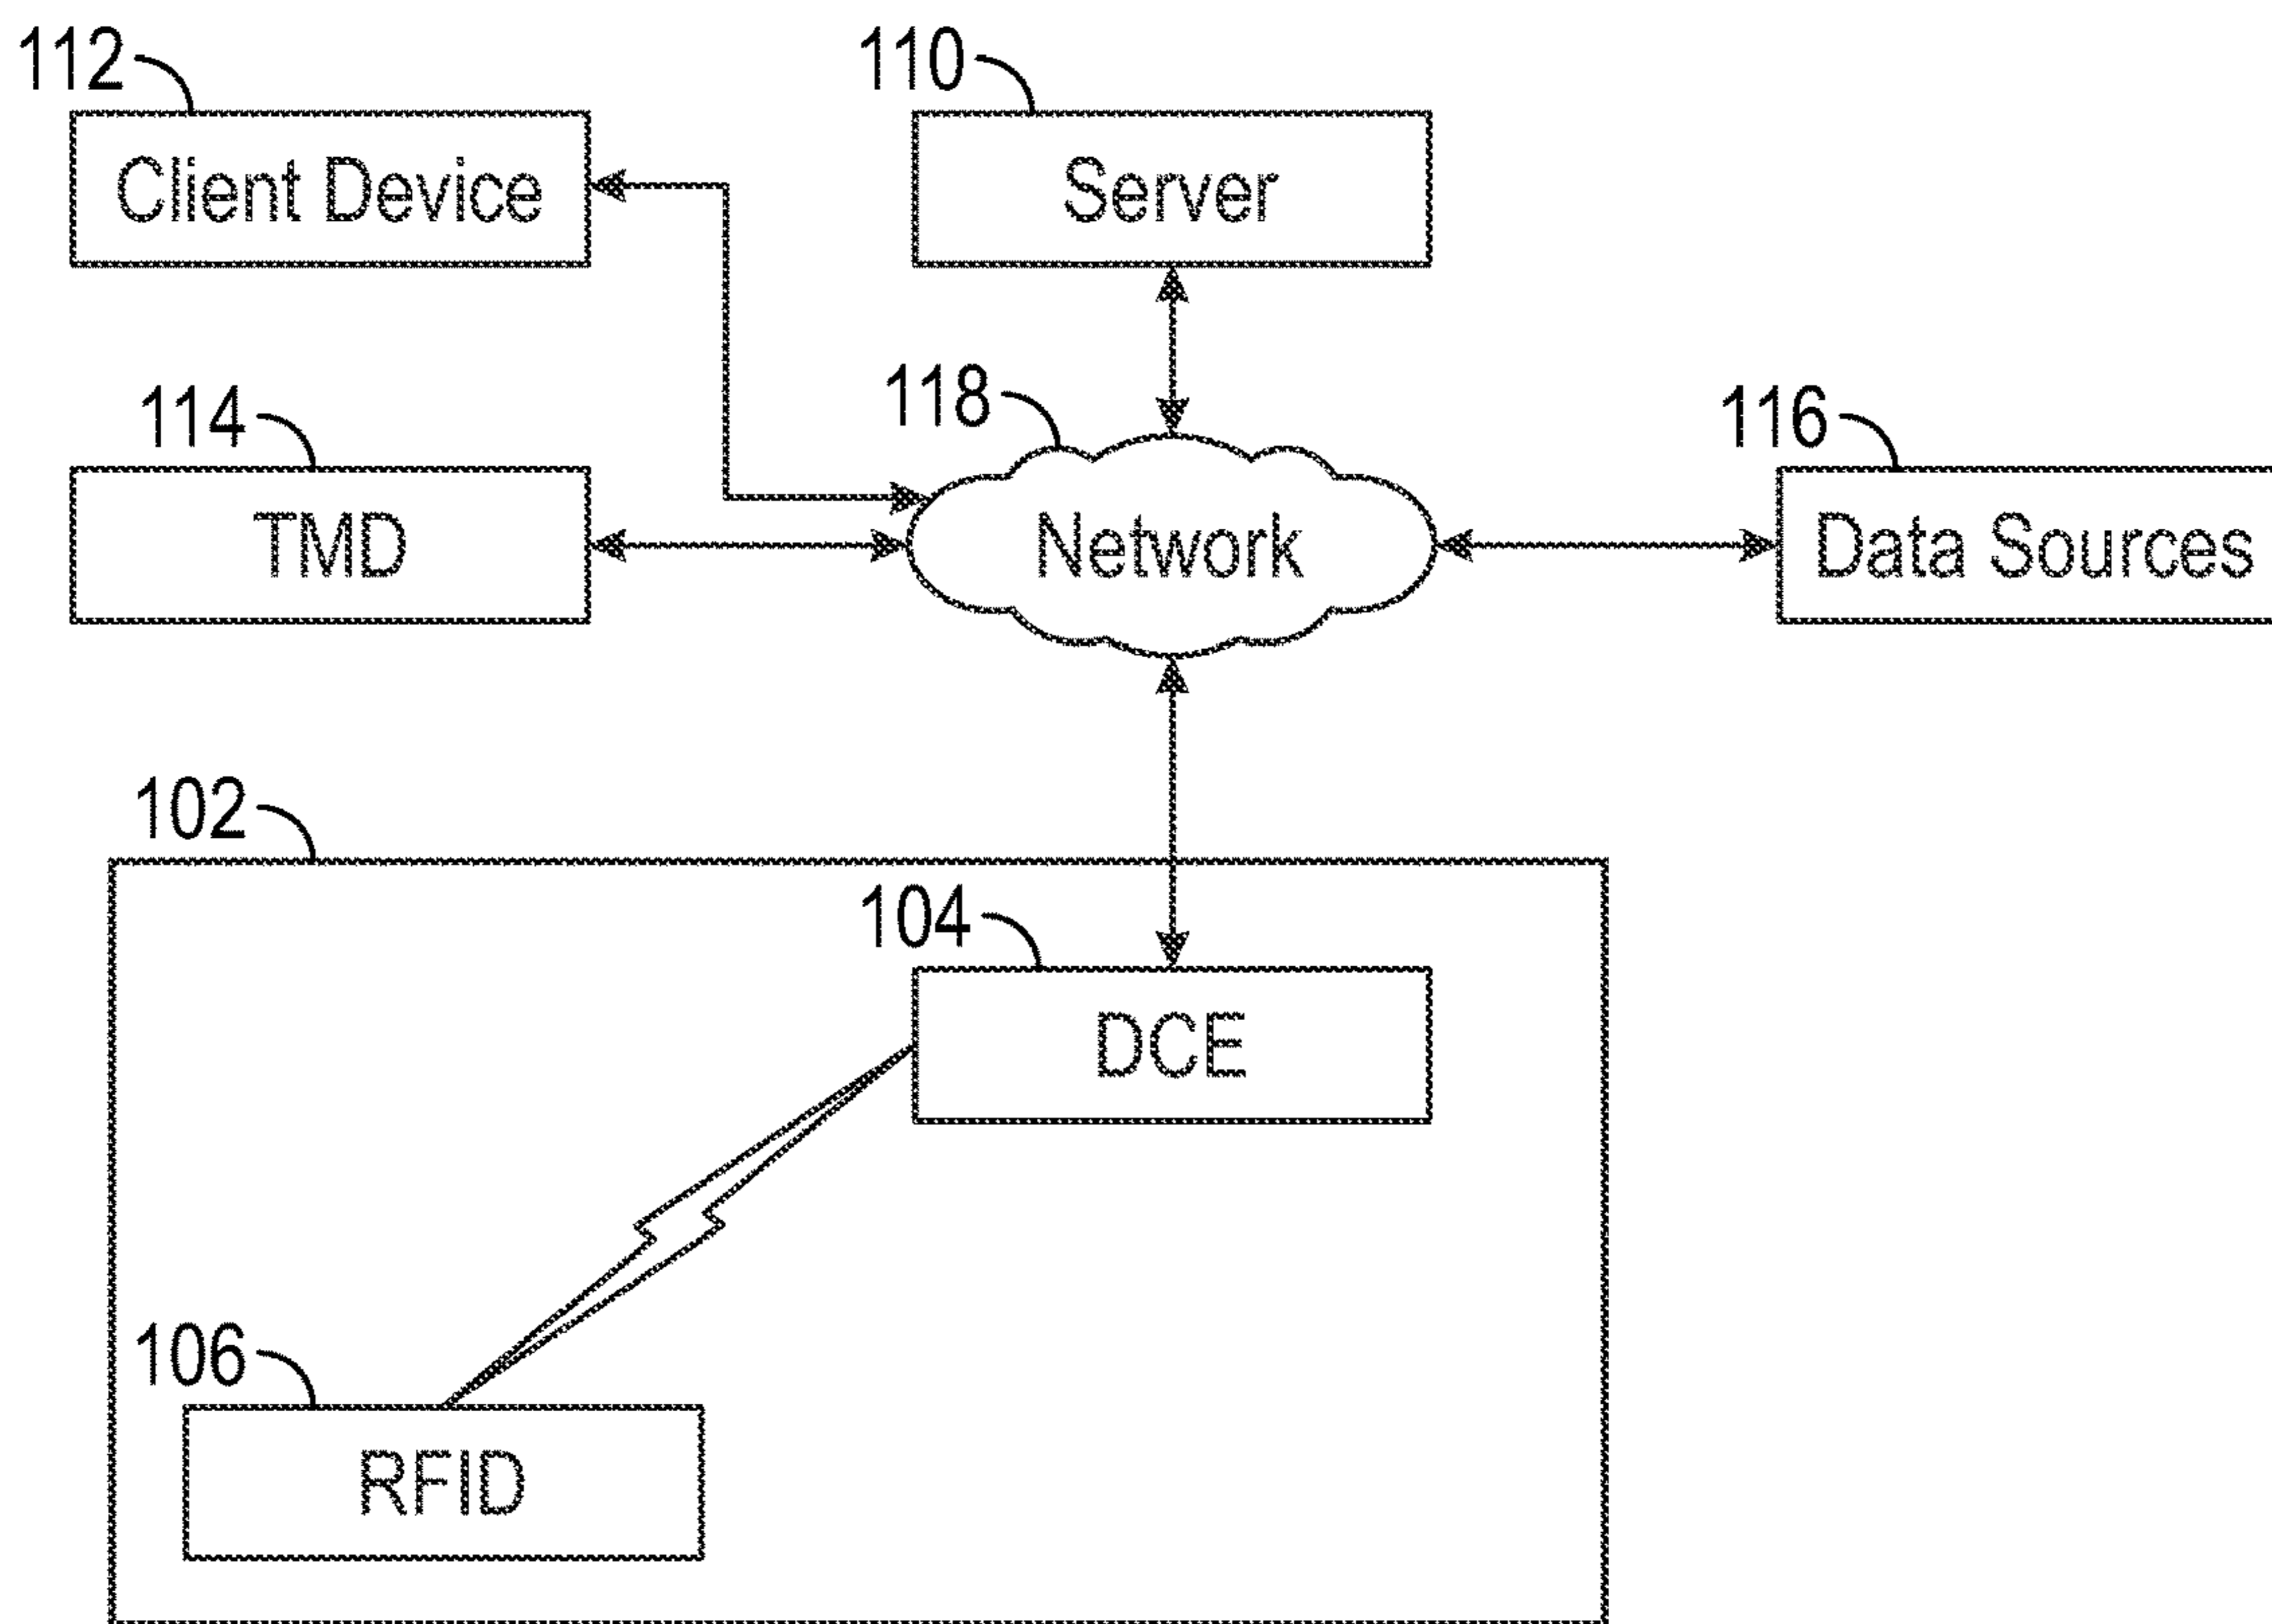 112
110
Client Device
Server
114
118
116
TMD
Network
Data Sources
102
104
DCE
106
RFID